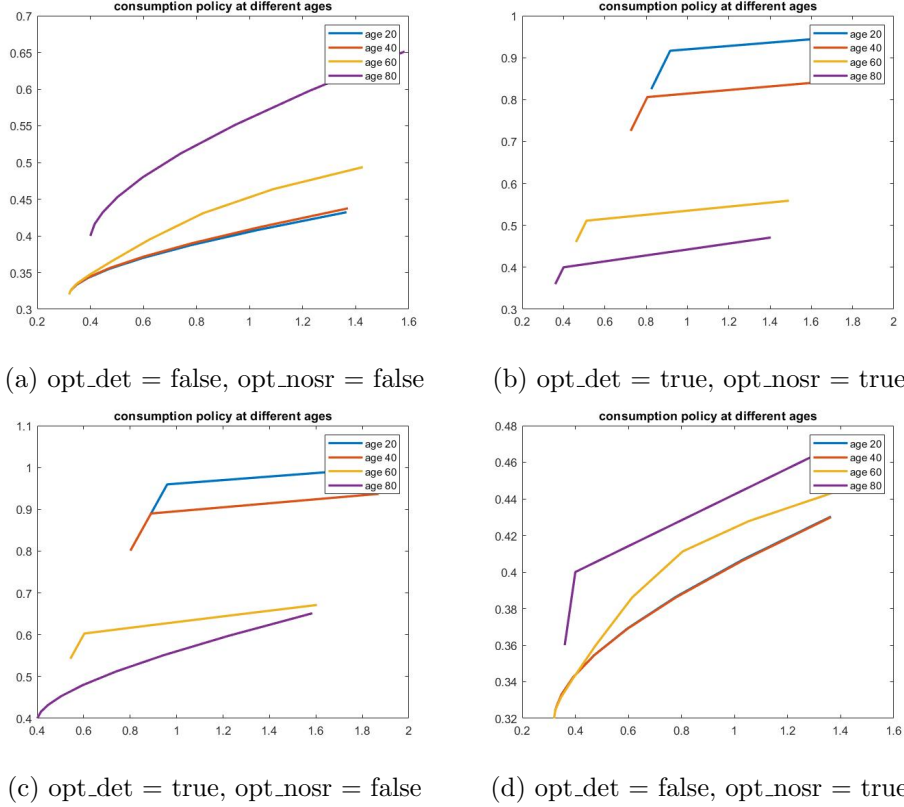 consumption policy at different ages
0.7
0.65
0.6
0.55
0.5
0.45
0.4
0.35
0.3
0.2 0.4 0.6 0.8 1 1.2 1.4 1.6
age 20
age 40
age 60
age 80
(a) opt_det = false, opt_nosr = false
consumption policy at different ages
1
0.9
0.8
0.7
0.6
0.5
0.4
0.3
0.2 0.4 0.6 0.8 1 1.2 1.4 1.6 1.8 2
age 20
age 40
age 60
age 80
(b) opt_det = true, opt_nosr = true
consumption policy at different ages
1.1
1
0.9
0.8
0.7
0.6
0.5
0.4
0.4 0.6 0.8 1 1.2 1.4 1.6 1.8 2
age 20
age 40
age 60
age 80
(c) opt_det = true, opt_nosr = false
consumption policy at different ages
0.48
0.46
0.44
0.42
0.4
0.38
0.36
0.34
0.32
0.2 0.4 0.6 0.8 1 1.2 1.4 1.6
age 20
age 40
age 60
age 80
(d) opt_det = false, opt_nosr = true